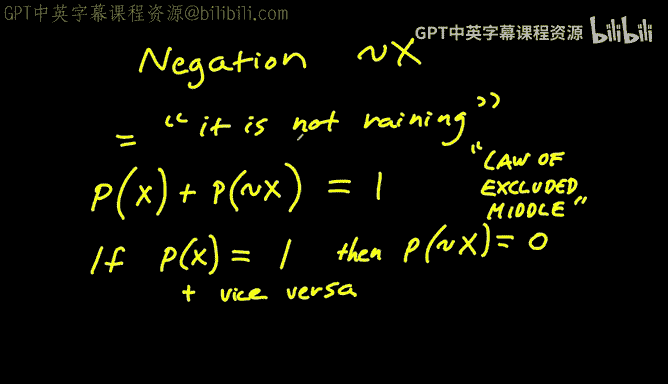 GPT中英字幕课程资源@bilibili.com
GPT中英字幕课程资源 bilibili
Negation ~X
= "it is not raining"
P(X) + P(~X) = 1
"LAW OF
EXCLUDED
MIDDLE"
If P(X) = 1 then P(~X) = 0
+ vice versa